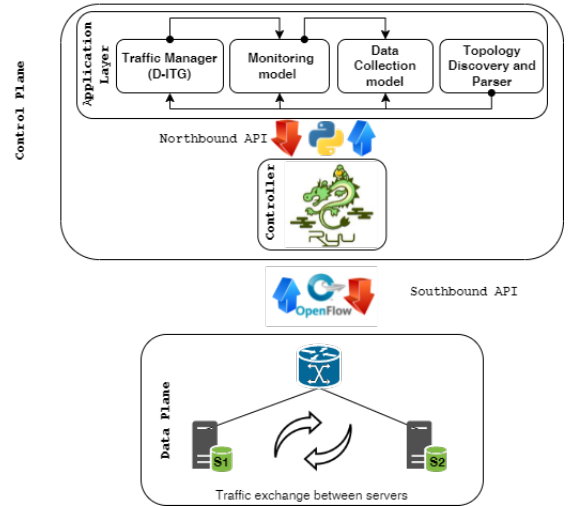 Control Plane
Application
Layer
Traffic Manager
(D-ITG)
Monitoring
model
Data
Collection
model
Topology
Discovery and
Parser
Northbound API
Controller
RYU
OpenFlow
Southbound API
Data Plane
S1
S2
Traffic exchange between servers